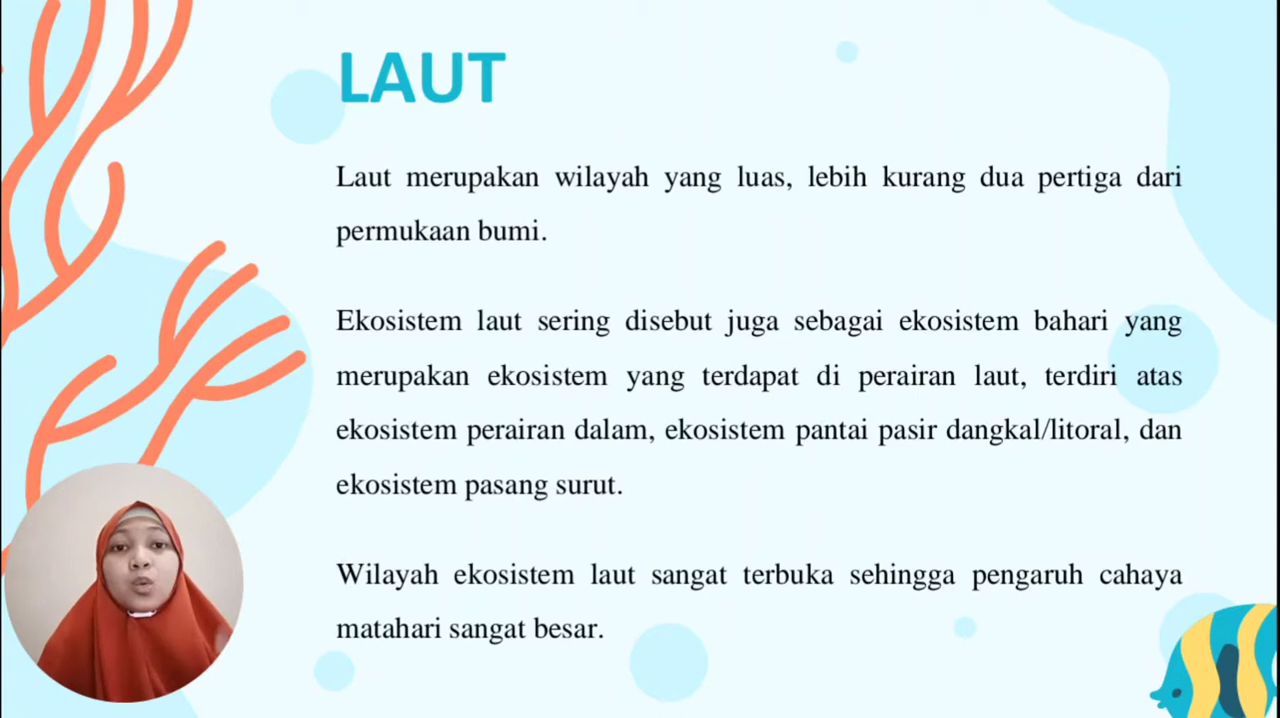 LAUT
Laut merupakan wilayah yang luas, lebih kurang dua pertiga dari
permukaan bumi.
Ekosistem laut sering disebut juga sebagai ekosistem bahari yang
merupakan ekosistem yang terdapat di perairan laut, terdiri atas
ekosistem perairan dalam, ekosistem pantai pasir dangkal/litoral, dan
ekosistem pasang surut.
Wilayah ekosistem laut sangat terbuka sehingga pengaruh cahaya
matahari sangat besar.